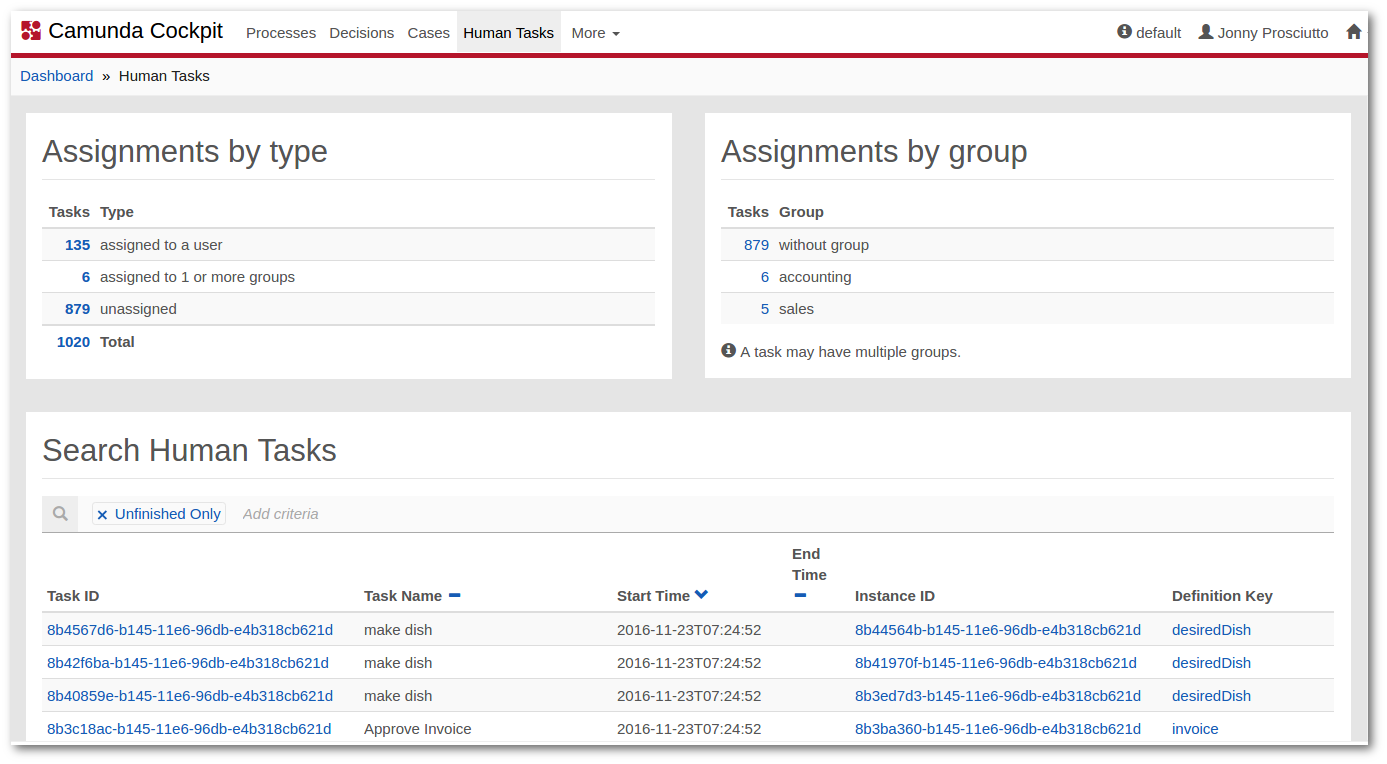 Camunda Cockpit Processes Decisions Cases Human Tasks More default Jonny Prosciutto
Dashboard » Human Tasks
Assignments by type
Tasks Type
135 assigned to a user
6 assigned to 1 or more groups
879 unassigned
1020 Total
Assignments by group
Tasks Group
879 without group
6 accounting
5 sales
A task may have multiple groups.
Search Human Tasks
Unfinished Only Add criteria
Task ID Task Name Start Time End Time Instance ID Definition Key
8b4567d6-b145-11e6-96db-e4b318cb621d make dish 2016-11-23T07:24:52 8b44564b-b145-11e6-96db-e4b318cb621d desiredDish
8b42f6ba-b145-11e6-96db-e4b318cb621d make dish 2016-11-23T07:24:52 8b41970f-b145-11e6-96db-e4b318cb621d desiredDish
8b40859e-b145-11e6-96db-e4b318cb621d make dish 2016-11-23T07:24:52 8b3ed7d3-b145-11e6-96db-e4b318cb621d desiredDish
8b3c18ac-b145-11e6-96db-e4b318cb621d Approve Invoice 2016-11-23T07:24:52 8b3ba360-b145-11e6-96db-e4b318cb621d invoice